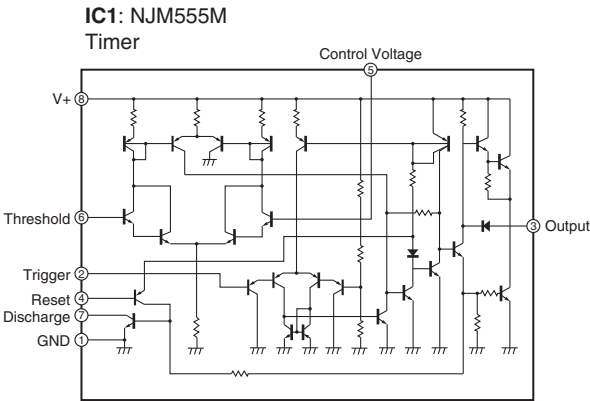 IC1: NJM555M
Timer
Control Voltage
5
V+ 8
Threshold 6
3 Output
Trigger 2
Reset 4
Discharge 7
GND 1